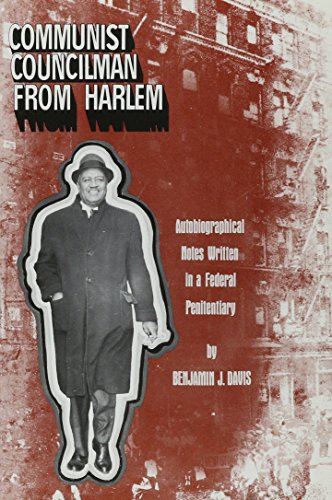 COMMUNIST
COUNCILMAN
FROM HARLEM
Autobiographical
Notes Written
in a Federal
Penitentiary
by
BENJAMIN J. DAVIS